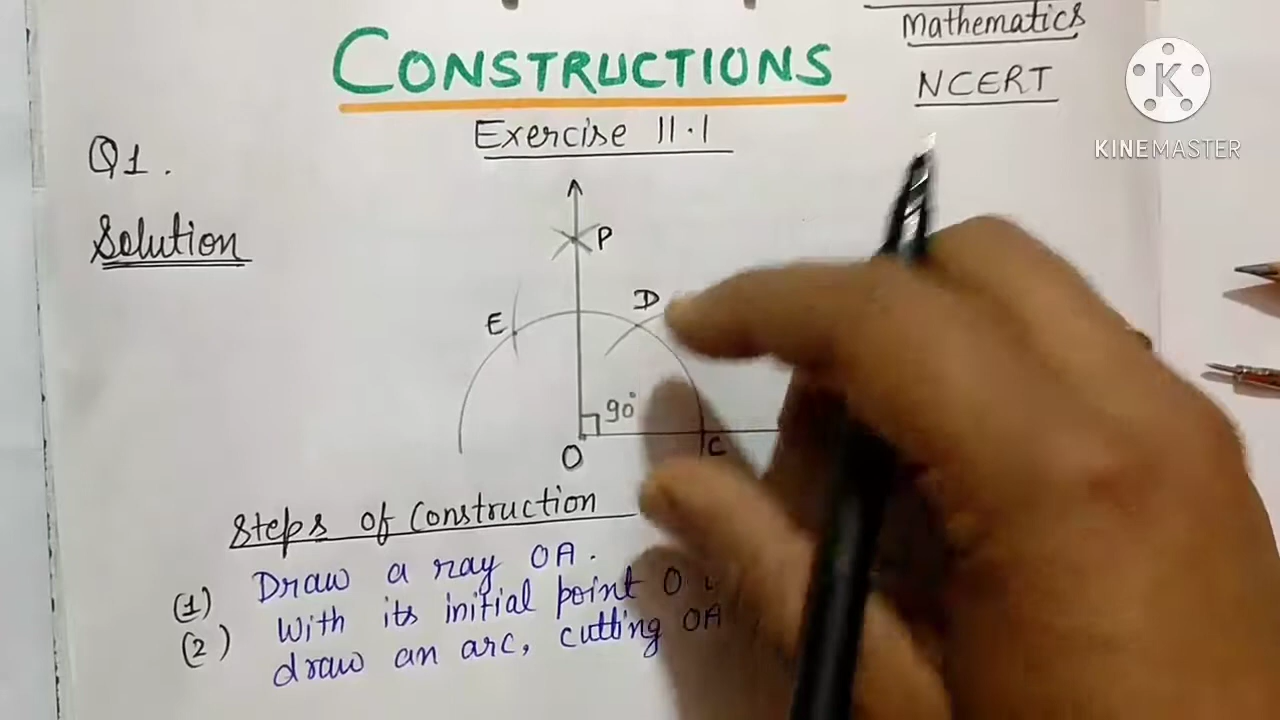 Mathematics
CONSTRUCTIONS
NCERT
K
KINEMASTER
Exercise 11.1
Q1.
Solution
P
D
E
90°
O
C
Steps of Construction
(1) Draw a ray OA.
(2) With its initial point O
draw an arc, cutting OA